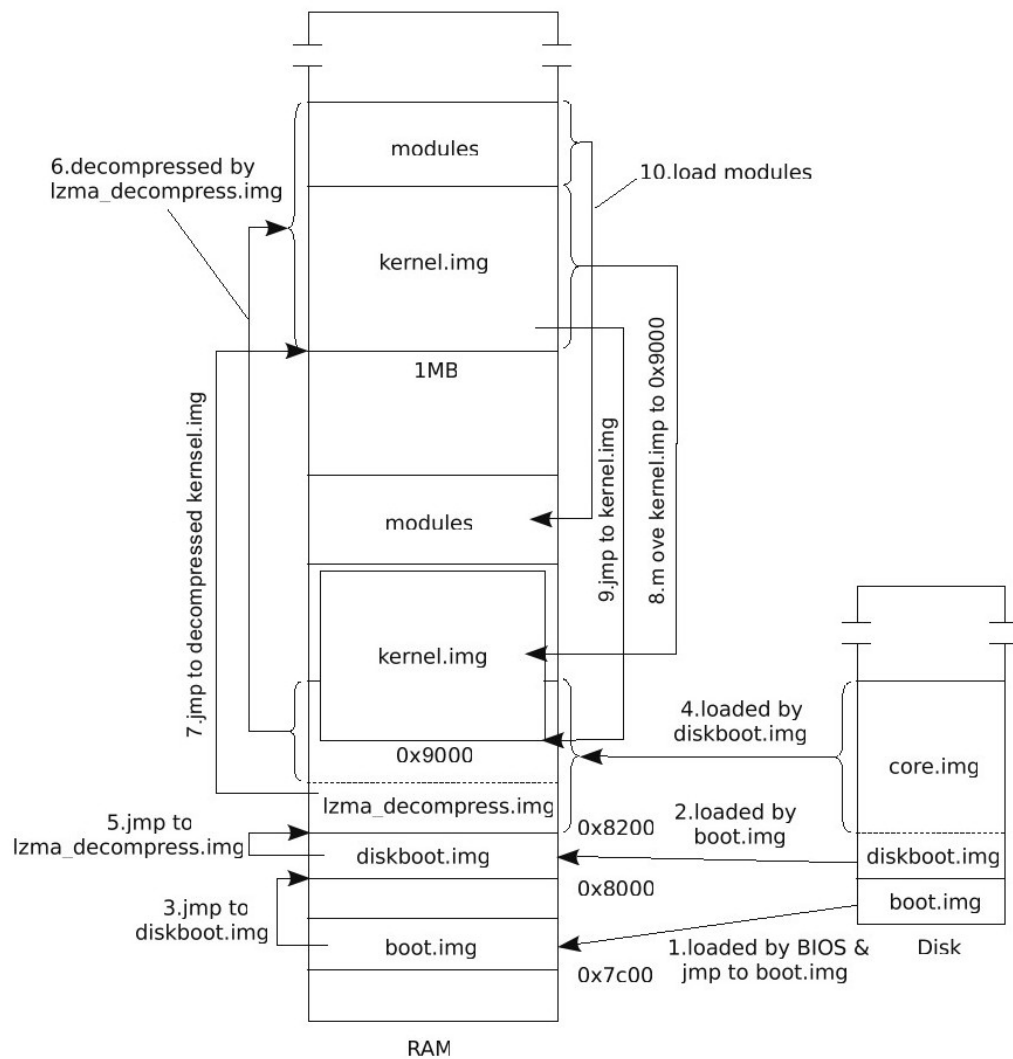 modules
6.decompressed by
lzma_decompress.img
10.load modules
kernel.img
1MB
7.jmp to decompressed kernsel.img
9.jmp to kernel.img
8.m ove kernel.imp to 0x9000
modules
kernel.img
4.loaded by
diskboot.img
0x9000
core.img
lzma_decompress.img
5.jmp to
lzma_decompress.img
0x8200
2.loaded by
boot.img
diskboot.img
diskboot.img
0x8000
3.jmp to
diskboot.img
boot.img
boot.img
1.loaded by BIOS &
jmp to boot.img
Disk
0x7c00
RAM